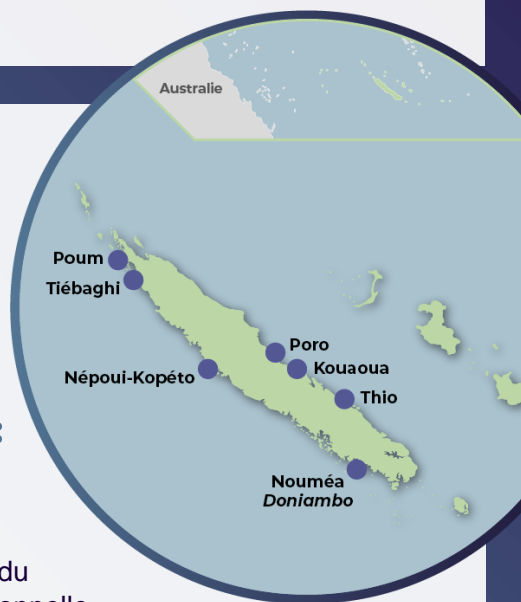 Australie
Poum
Tiébaghi
Poro
Népoui-Kopéto
Kouaoua
Thio
Nouméa
Doniambo
:
du